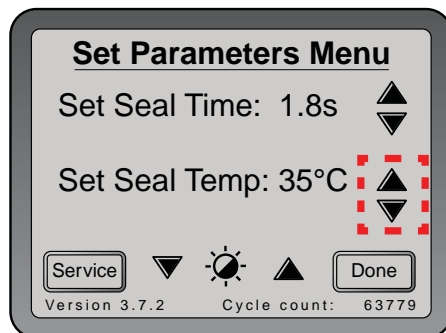 Set Parameters Menu
Set Seal Time: 1.8s
Set Seal Temp: 35°C
Service
Done
Version 3.7.2 Cycle count: 63779